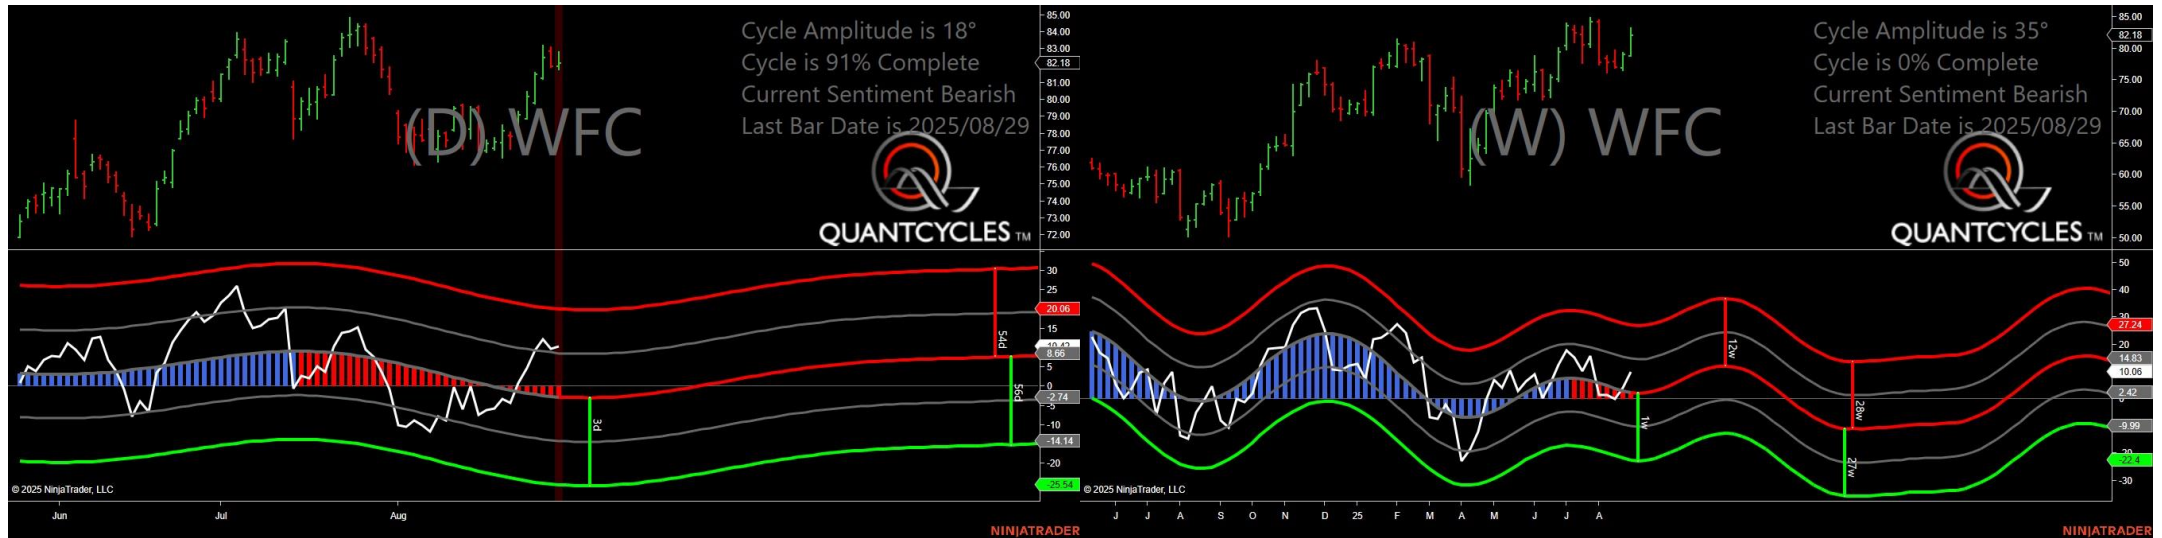 Cycle Amplitude is 18°
Cycle is 91% Complete
Current Sentiment Bearish
Last Bar Date is 2025/08/29
(D) WFC
QUANTCYCLES TM
85.00
84.00
83.00
82.18
81.00
80.00
79.00
78.00
77.00
76.00
75.00
74.00
73.00
72.00
30
25
20.06
15
8.66
5
0
-2.74
-5
-10
-14.14
-20
-25.54
54d
56d
3d
© 2025 NinjaTrader, LLC
Jun
Jul
Aug
NINJATRADER
Cycle Amplitude is 35°
Cycle is 0% Complete
Current Sentiment Bearish
Last Bar Date is 2025/08/29
(W) WFC
QUANTCYCLES TM
85.00
82.18
80.00
75.00
70.00
65.00
60.00
55.00
50.00
50
40
30
27.24
20
14.83
10.06
2.42
-9.99
-22.4
-30
12w
1w
28w
27w
© 2025 NinjaTrader, LLC
J J A S O N D 25 F M A M J J A
NINJATRADER